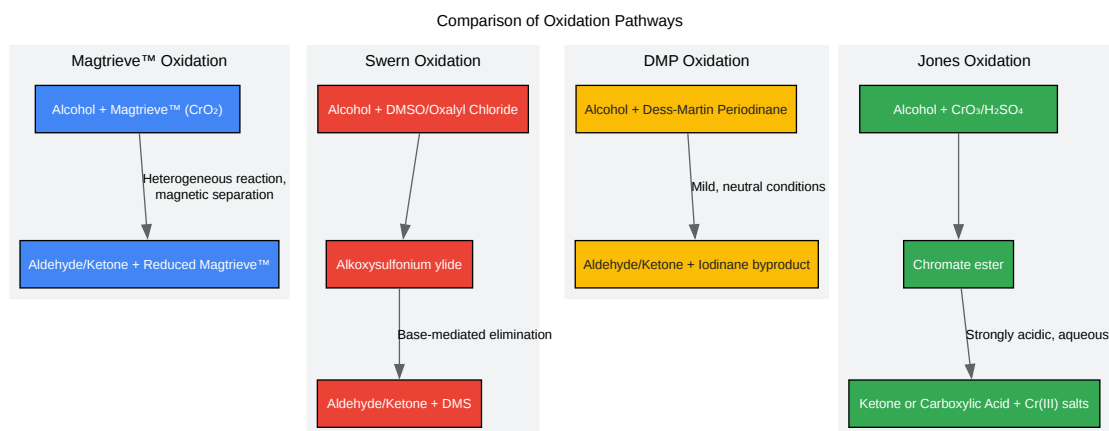 Comparison of Oxidation Pathways
Magtrieve™ Oxidation
Alcohol + Magtrieve™ (CrO₂)
Heterogeneous reaction,
magnetic separation
Aldehyde/Ketone + Reduced Magtrieve™
Swern Oxidation
Alcohol + DMSO/Oxalyl Chloride
Alkoxysulfonium ylide
Base-mediated elimination
Aldehyde/Ketone + DMS
DMP Oxidation
Alcohol + Dess-Martin Periodinane
Mild, neutral conditions
Aldehyde/Ketone + Iodinane byproduct
Jones Oxidation
Alcohol + CrO₃/H₂SO₄
Chromate ester
Strongly acidic, aqueous
Ketone or Carboxylic Acid + Cr(III) salts